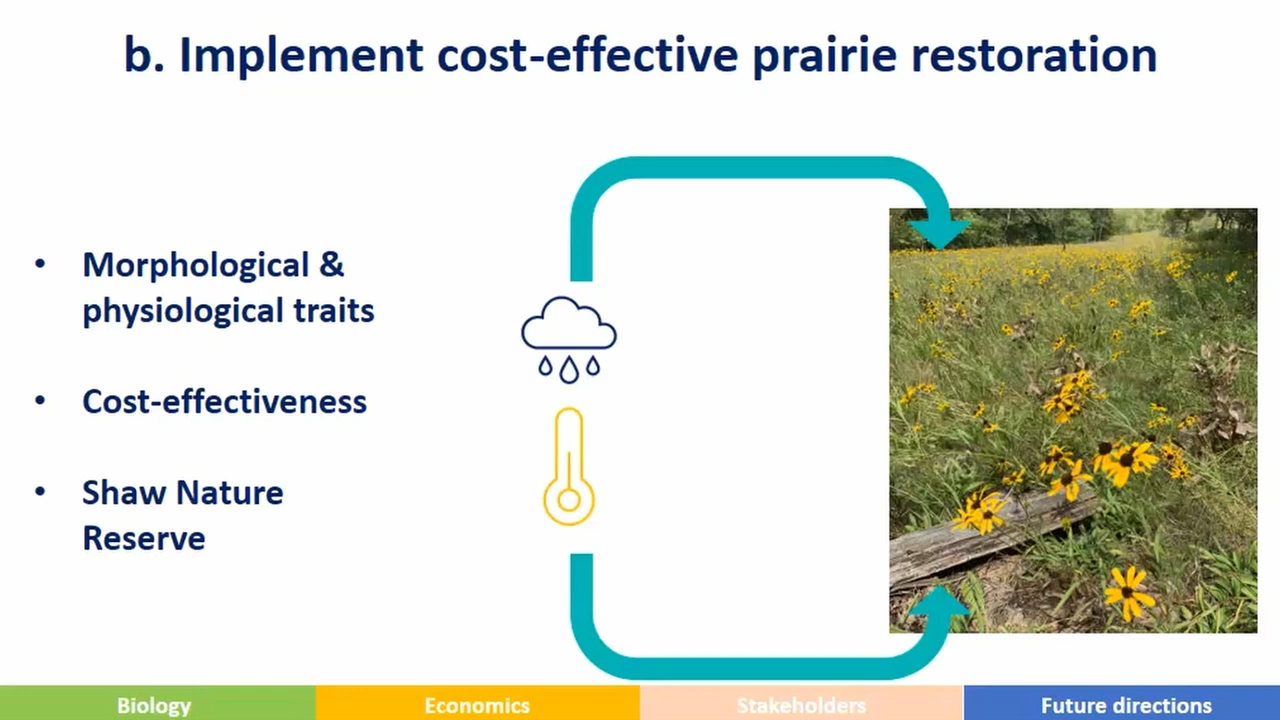 b. Implement cost-effective prairie restoration
• Morphological &
physiological traits
• Cost-effectiveness
• Shaw Nature
Reserve
Biology
Economics
Stakeholders
Future directions